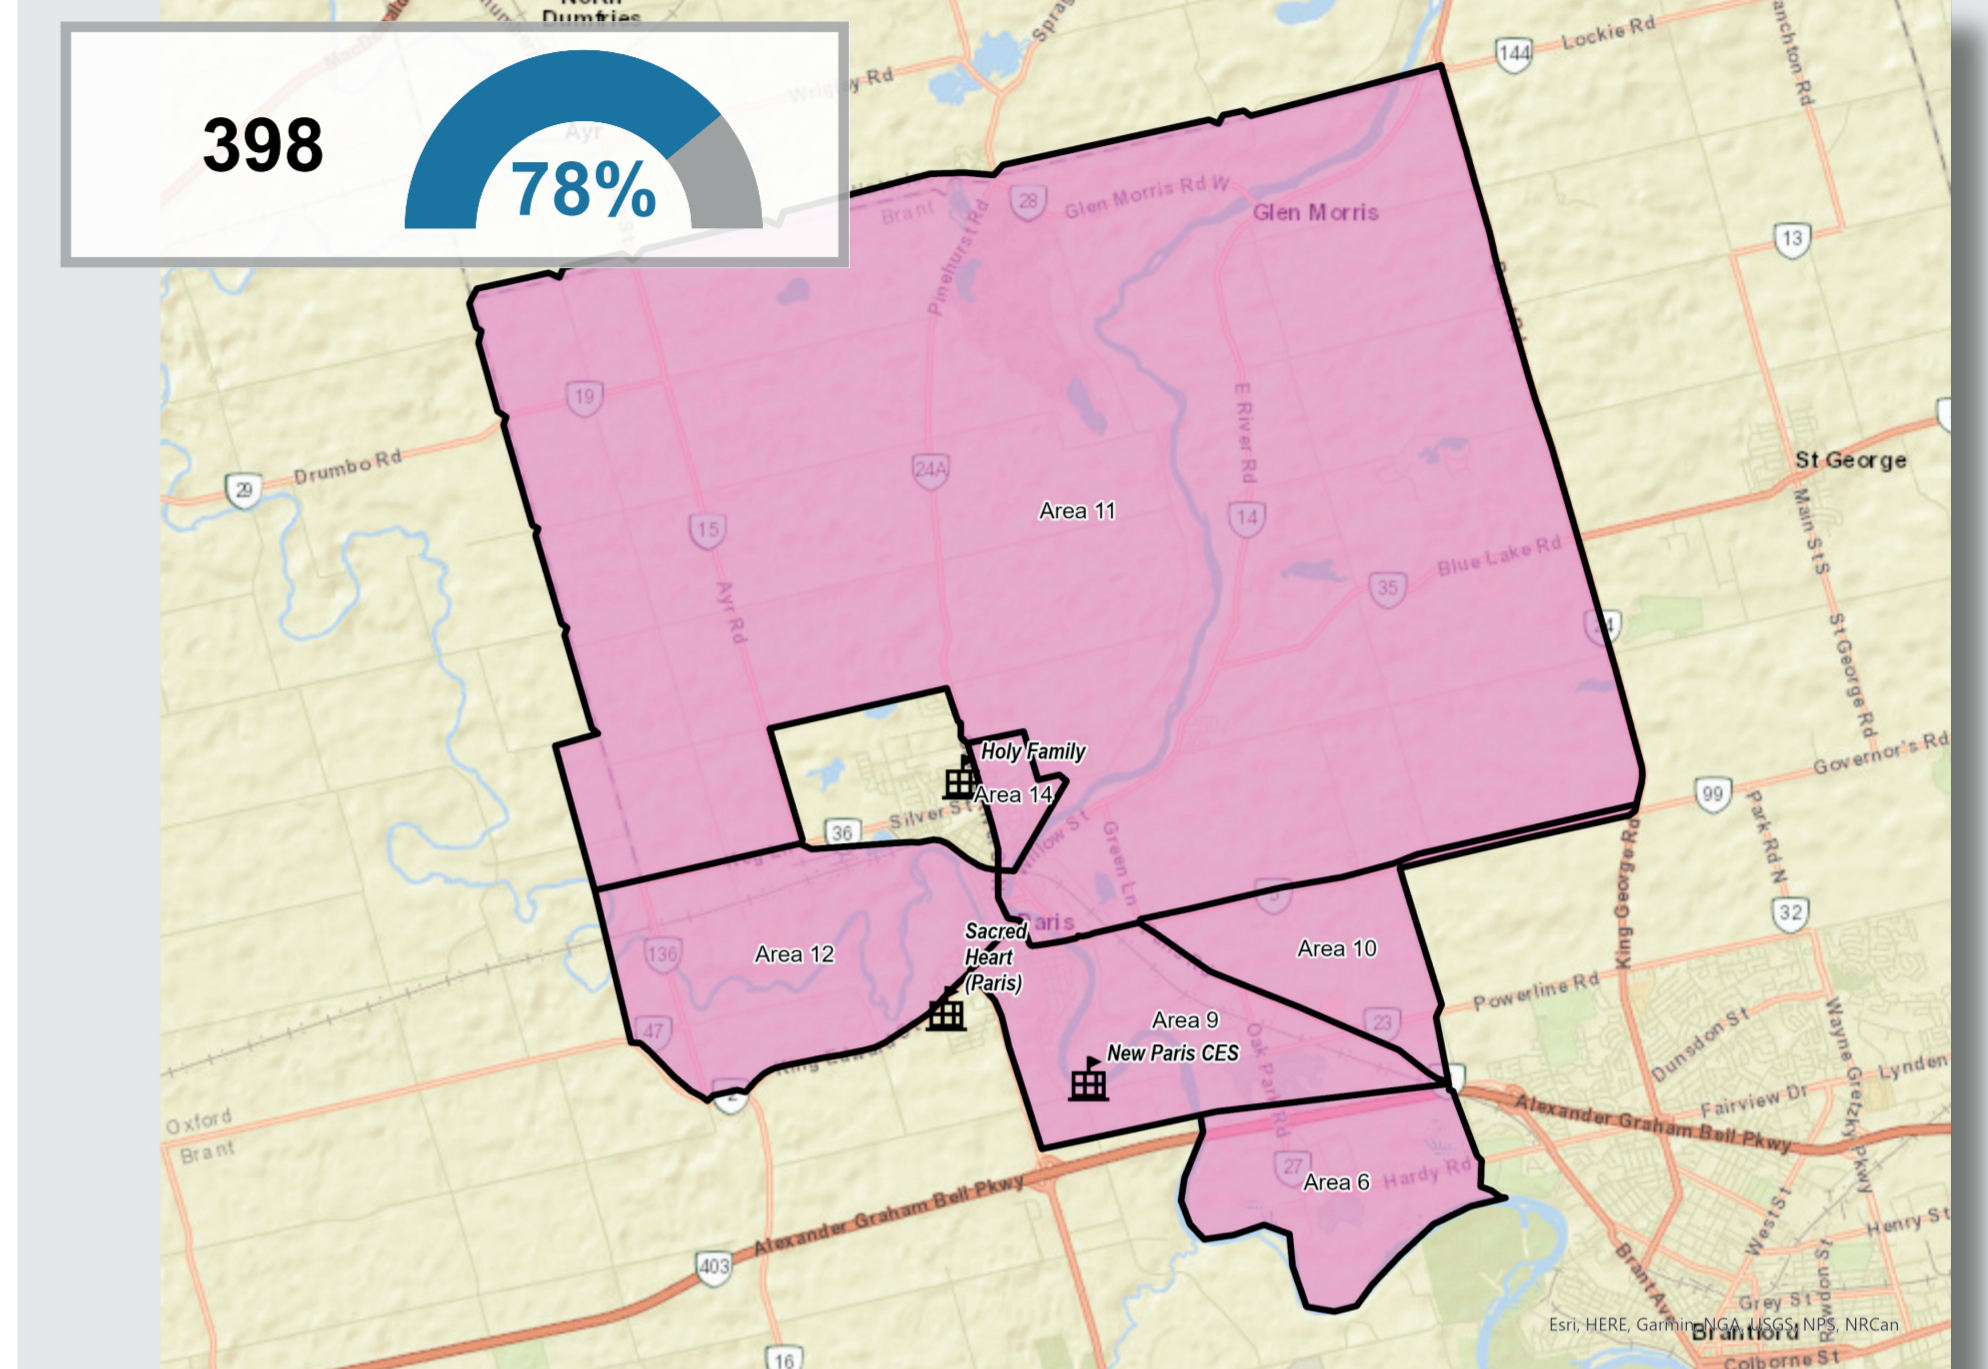 North
Dumfries
398
78%
Ayr
Wrigley Rd
144
Lockie Rd
Brant
28
Glen Morris Rd W
Glen Morris
Pinehurst Rd
13
19
Drumbo Rd
29
24A
E River Rd
St George
Area 11
15
14
Blue Lake Rd
35
Main St S
Ayr Rd
St George Rd
Holy Family
Area 14
Governor's Rd
99
36
Silver St
Willow St
Green Ln
Park Rd N
King George Rd
32
5
Paris
Sacred
Heart
(Paris)
136
Area 12
Area 10
Powerline Rd
47
Area 9
23
New Paris CES
Oak Park Rd
Dunsdon St
Wayne Gretzky Pkwy
Lynden
Fairview Dr
2
Oxford
Brant
Alexander Graham Bell Pkwy
27
Area 6
Hardy Rd
Alexander Graham Bell Pkwy
West St
Henry St
403
Brant Ave
Rawdon St
Grey St
Esri, HERE, Garmin, NGA, USGS, NPS, NRCan
Brantford
16
Colborne St